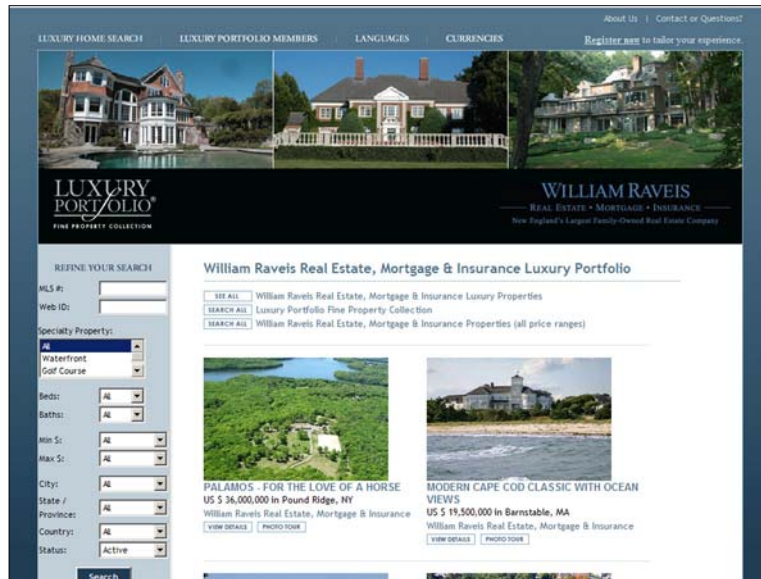 About Us | Contact or Questions?
LUXURY HOME SEARCH | LUXURY PORTFOLIO MEMBERS | LANGUAGES | CURRENCIES
Register now to tailor your experience.
LUXURY
PORTFOLIO®
FINE PROPERTY COLLECTION
WILLIAM RAVEIS
REAL ESTATE • MORTGAGE • INSURANCE
New England's Largest Family-Owned Real Estate Company
REFINE YOUR SEARCH
MLS #:
Web ID:
Specialty Property:
All
Waterfront
Golf Course
Beds: All
Baths: All
Min $: All
Max $: All
City: All
State /
Province: All
Country: All
Status: Active
Search
William Raveis Real Estate, Mortgage & Insurance Luxury Portfolio
SEE ALL William Raveis Real Estate, Mortgage & Insurance Luxury Properties
SEARCH ALL Luxury Portfolio Fine Property Collection
SEARCH ALL William Raveis Real Estate, Mortgage & Insurance Properties (all price ranges)
PALAMOS - FOR THE LOVE OF A HORSE
US $ 36,000,000 in Pound Ridge, NY
William Raveis Real Estate, Mortgage & Insurance
VIEW DETAILS PHOTO TOUR
MODERN CAPE COD CLASSIC WITH OCEAN
VIEWS
US $ 19,500,000 in Barnstable, MA
William Raveis Real Estate, Mortgage & Insurance
VIEW DETAILS PHOTO TOUR